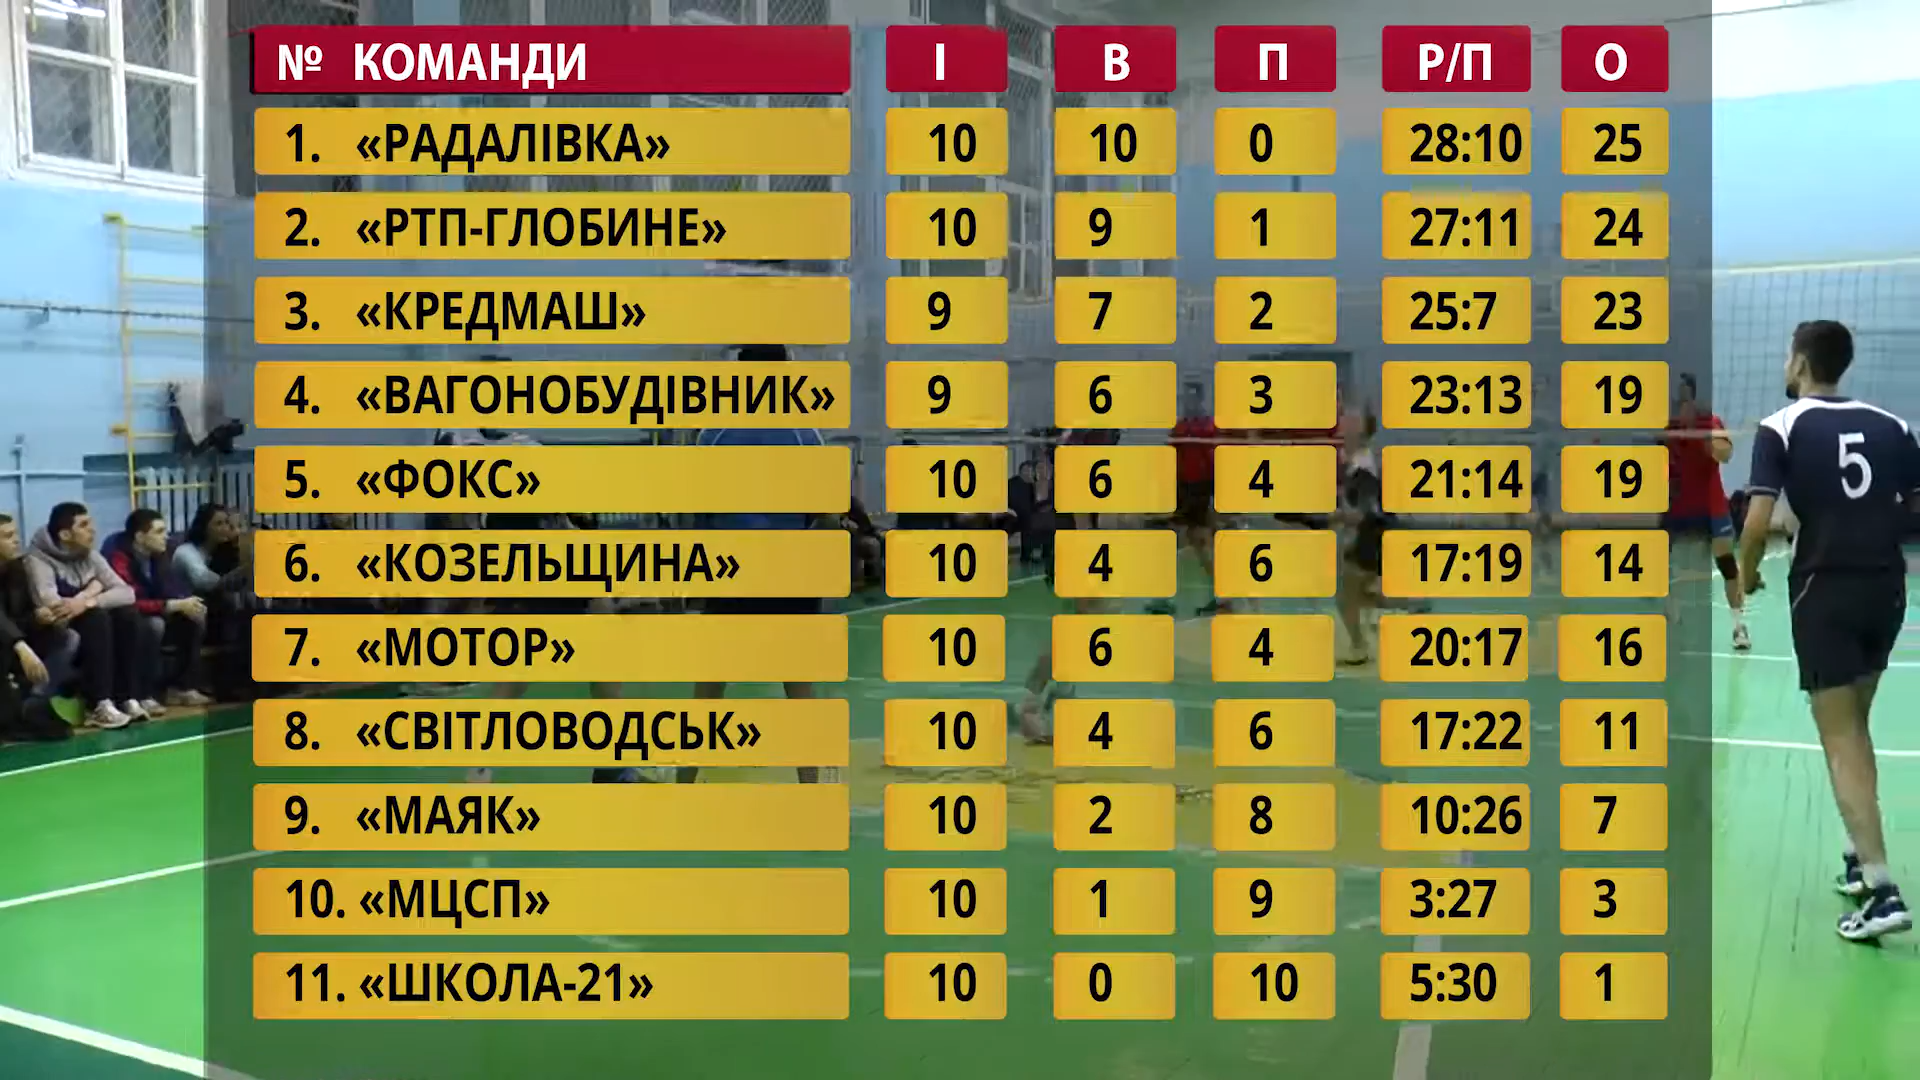 № КОМАНДИ І В П Р/П О
1. «РАДАЛІВКА» 10 10 0 28:10 25
2. «РТП-ГЛОБИНЕ» 10 9 1 27:11 24
3. «КРЕДМАШ» 9 7 2 25:7 23
4. «ВАГОНОБУДІВНИК» 9 6 3 23:13 19
5. «ФОКС» 10 6 4 21:14 19
6. «КОЗЕЛЬЩИНА» 10 4 6 17:19 14
7. «МОТОР» 10 6 4 20:17 16
8. «СВІТЛОВОДСЬК» 10 4 6 17:22 11
9. «МАЯК» 10 2 8 10:26 7
10. «МЦСП» 10 1 9 3:27 3
11. «ШКОЛА-21» 10 0 10 5:30 1
5